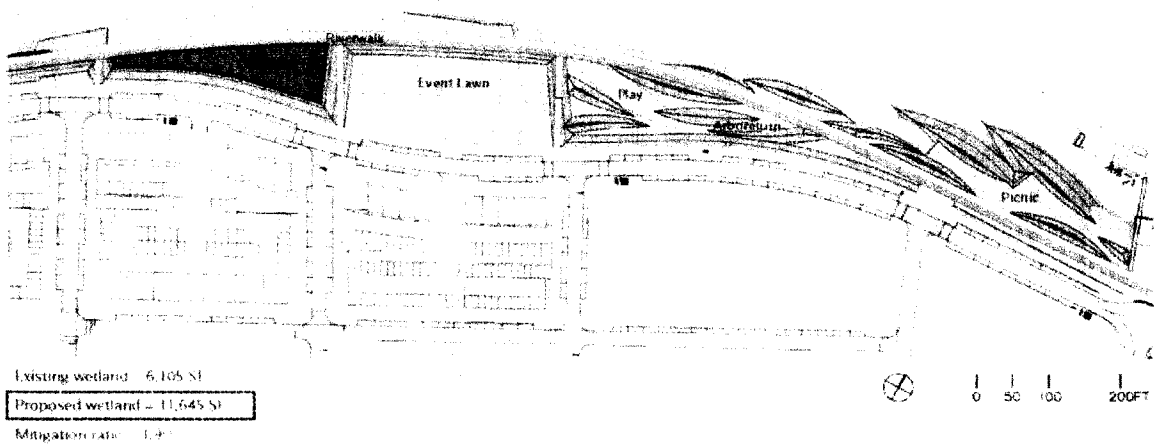 Riverwalk
Event Lawn
Play
Arboretum
Picnic
Existing wetland 6,105 SF
Proposed wetland = 11,645 SF
Mitigation ratio
0 50 100 200FT